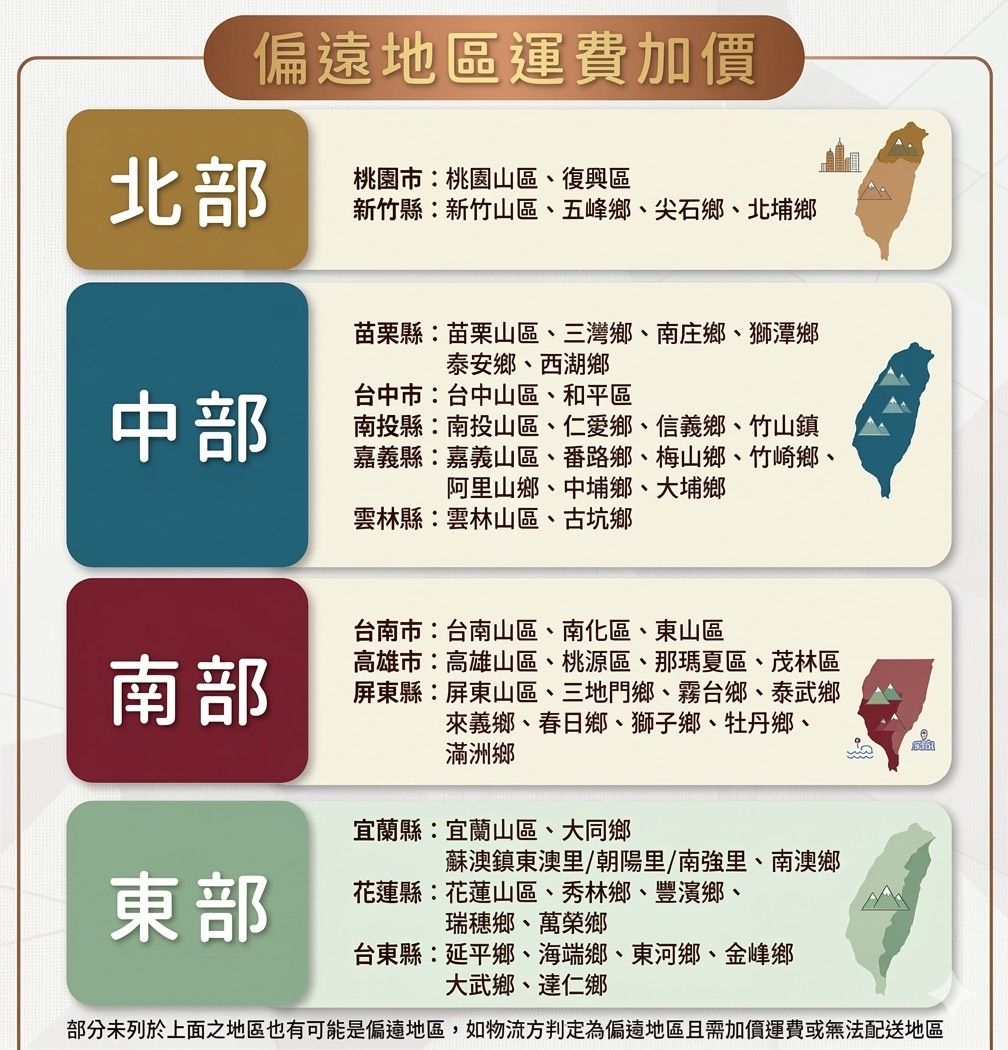 偏遠地區運費加價
北部
桃園市：桃園山區、復興區
新竹縣：新竹山區、五峰鄉、尖石鄉、北埔鄉
中部
苗栗縣：苗栗山區、三灣鄉、南庄鄉、獅潭鄉
泰安鄉、西湖鄉
台中市：台中山區、和平區
南投縣：南投山區、仁愛鄉、信義鄉、竹山鎮
嘉義縣：嘉義山區、番路鄉、梅山鄉、竹崎鄉、
阿里山鄉、中埔鄉、大埔鄉
雲林縣：雲林山區、古坑鄉
南部
台南市：台南山區、南化區、東山區
高雄市：高雄山區、桃源區、那瑪夏區、茂林區
屏東縣：屏東山區、三地門鄉、霧台鄉、泰武鄉
來義鄉、春日鄉、獅子鄉、牡丹鄉、
滿洲鄉
東部
宜蘭縣：宜蘭山區、大同鄉
蘇澳鎮東澳里/朝陽里/南強里、南澳鄉
花蓮縣：花蓮山區、秀林鄉、豐濱鄉、
瑞穗鄉、萬榮鄉
台東縣：延平鄉、海端鄉、東河鄉、金峰鄉
大武鄉、達仁鄉
部分未列於上面之地區也有可能是偏遠地區，如物流方判定為偏遠地區且需加價運費或無法配送地區